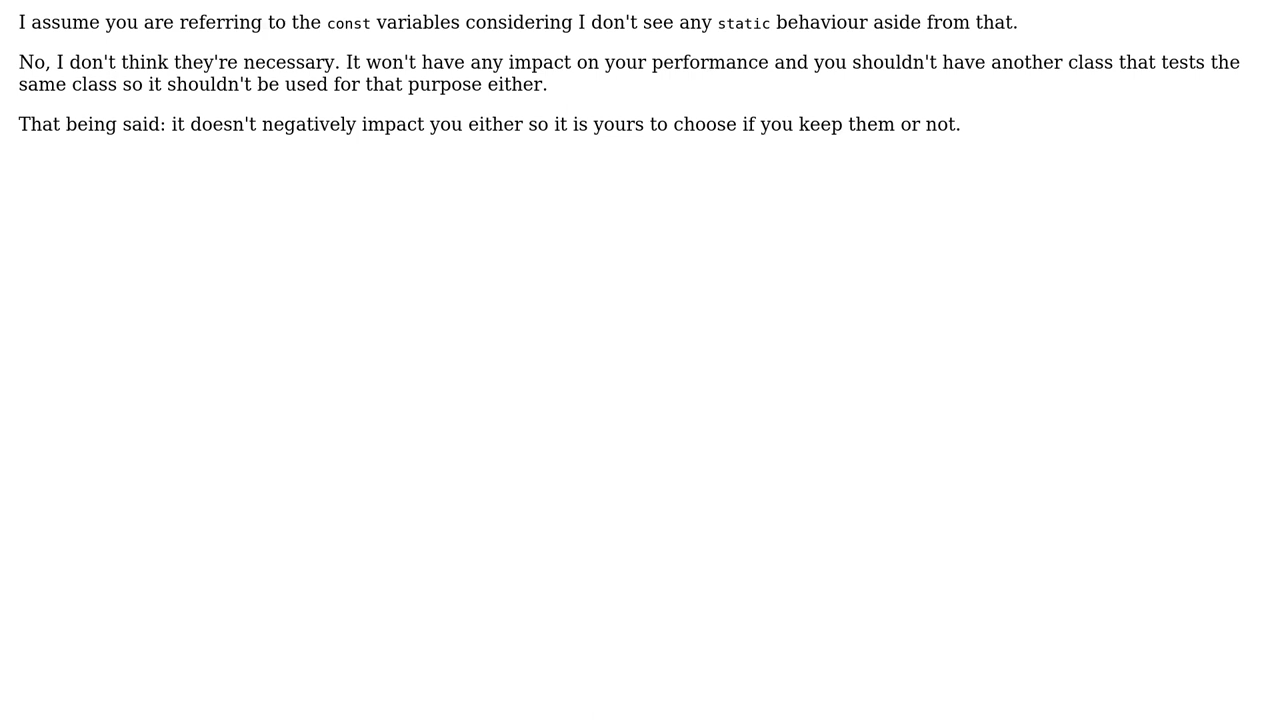 I assume you are referring to the const variables considering I don't see any static behaviour aside from that.
No, I don't think they're necessary. It won't have any impact on your performance and you shouldn't have another class that tests the
same class so it shouldn't be used for that purpose either.
That being said: it doesn't negatively impact you either so it is yours to choose if you keep them or not.